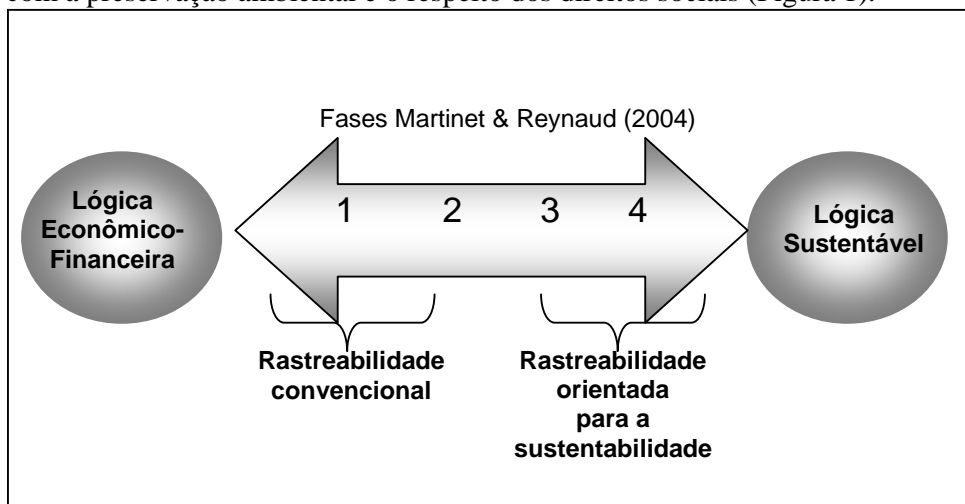 com a preservação ambiental e o respeito dos direitos sociais (Figura 1).
Fases Martinet & Reynaud (2004)
Lógica
Econômico-
Financeira
1 2 3 4
Lógica
Sustentável
Rastreabilidade
convencional
Rastreabilidade
orientada
para a
sustentabilidade